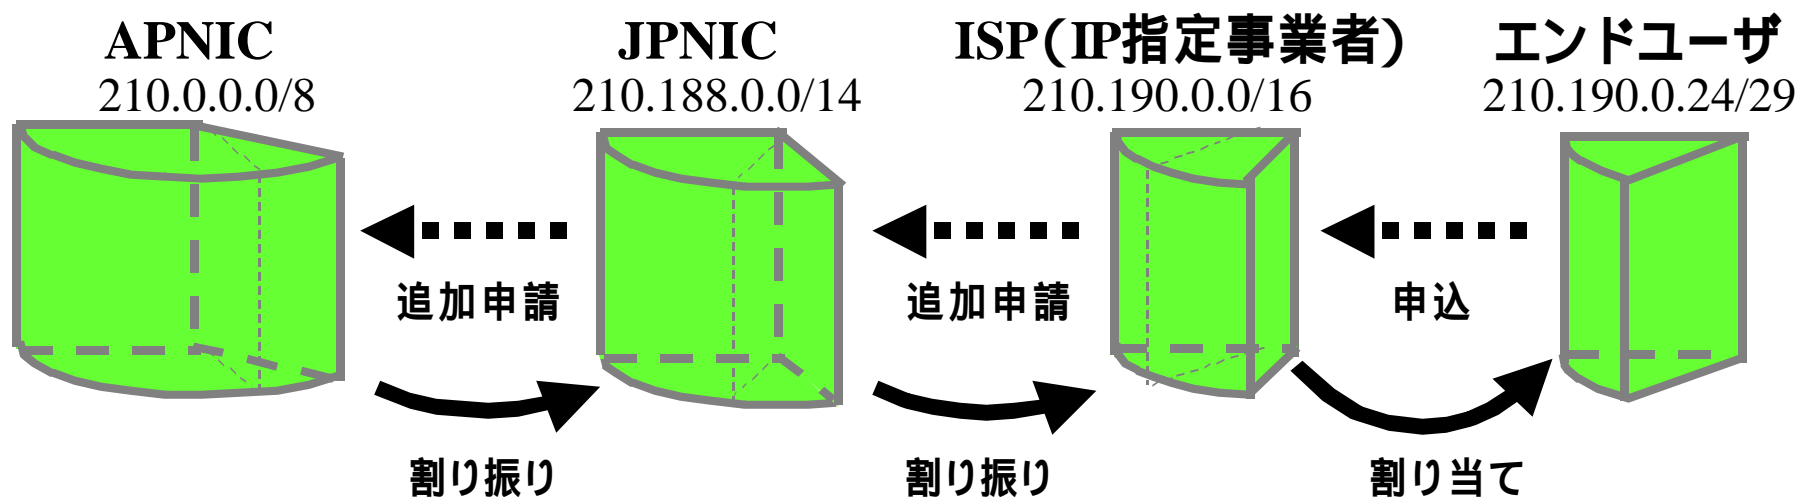 APNIC
210.0.0.0/8
JPNIC
210.188.0.0/14
ISP(IP指定事業者)
210.190.0.0/16
エンドユーザ
210.190.0.24/29
追加申請
追加申請
申込
割り振り
割り振り
割り当て